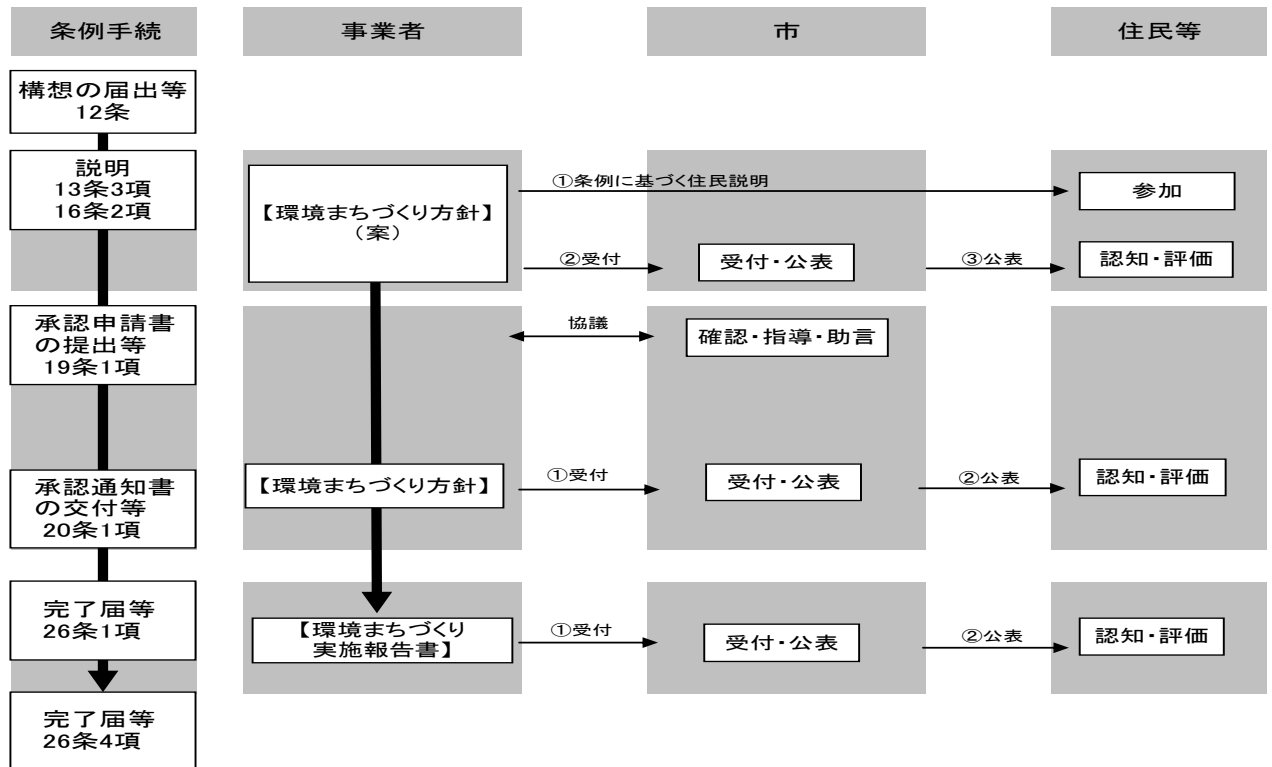 条例手続
事業者
市
住民等
構想の届出等
12条
説明
13条3項
16条2項
【環境まちづくり方針】
（案）
①条例に基づく住民説明
参加
②受付
受付・公表
③公表
認知・評価
承認申請書
の提出等
19条1項
協議
確認・指導・助言
承認通知書
の交付等
20条1項
【環境まちづくり方針】
①受付
受付・公表
②公表
認知・評価
完了届等
26条1項
【環境まちづくり
実施報告書】
①受付
受付・公表
②公表
認知・評価
完了届等
26条4項